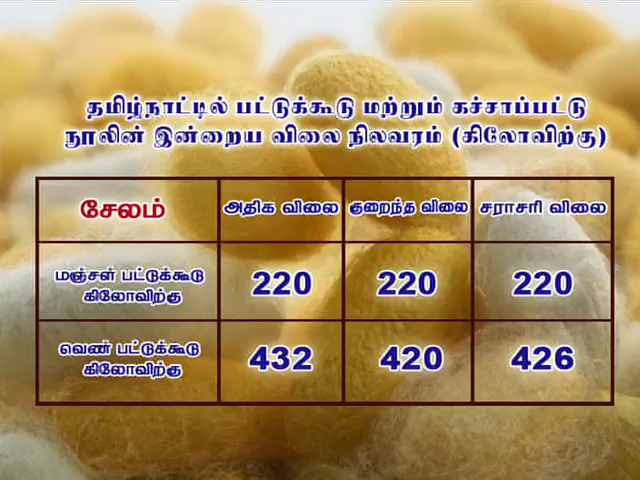 தமிழ்நாட்டில் பட்டுக்கூடு மற்றும் கச்சாப்பட்டு
நூலின் இன்றைய விலை நிலவரம் (கிலோவிற்கு)
சேலம் அதிக விலை குறைந்த விலை சராசரி விலை
மஞ்சள் பட்டுக்கூடு
கிலோவிற்கு
220 220 220
வெண் பட்டுக்கூடு
கிலோவிற்கு
432 420 426